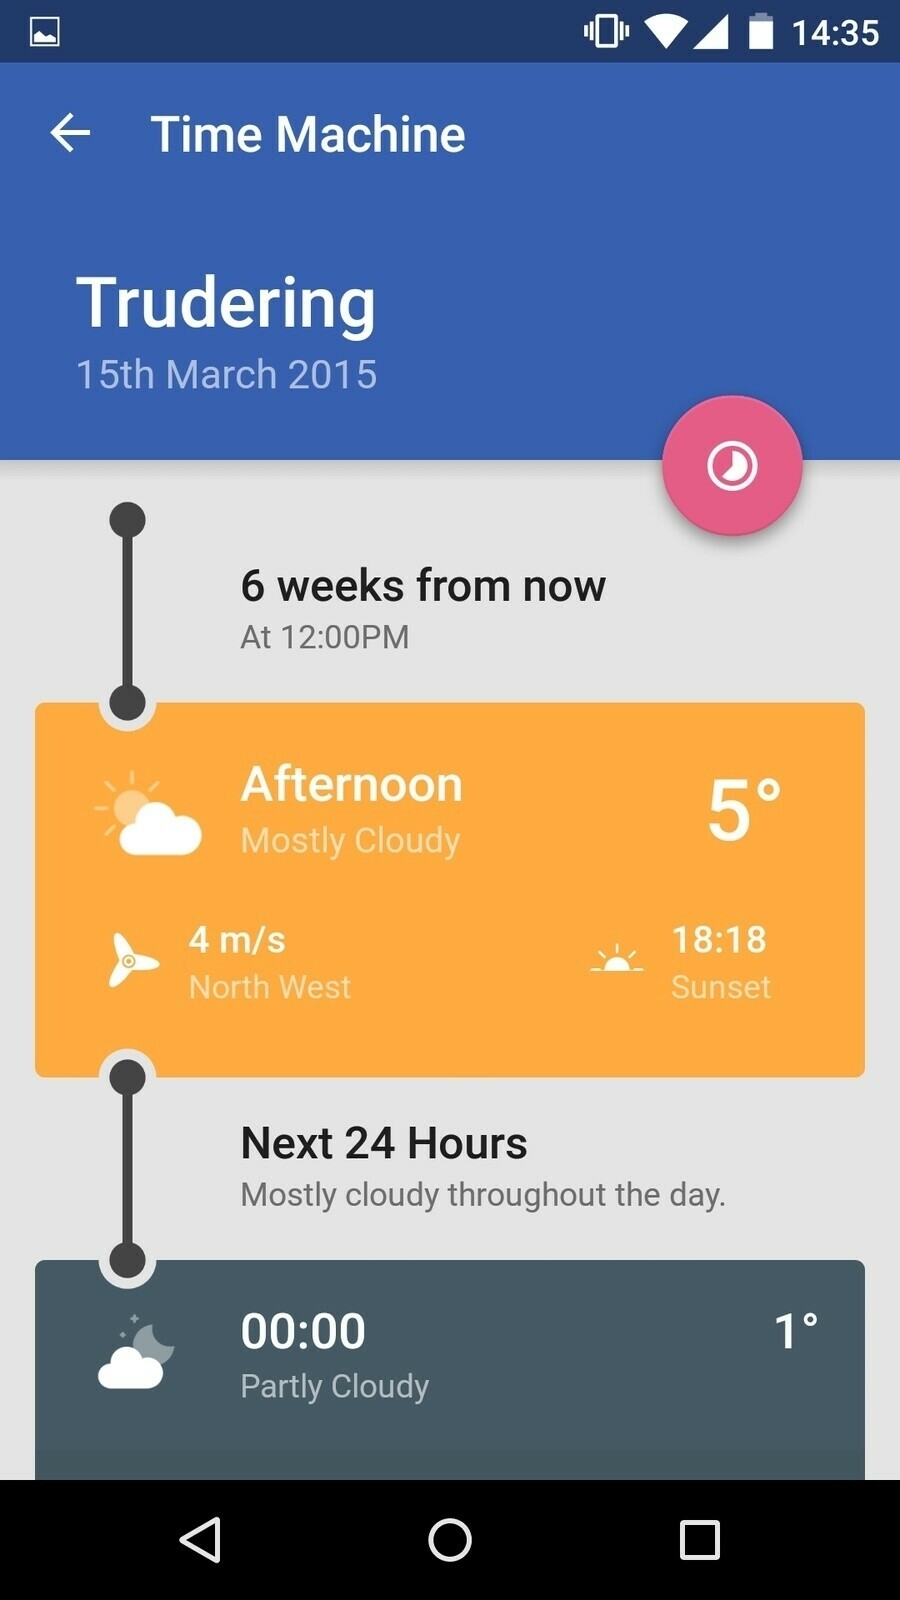 14:35
Time Machine
Trudering
15th March 2015
6 weeks from now
At 12:00PM
Afternoon
Mostly Cloudy
5°
4 m/s
North West
18:18
Sunset
Next 24 Hours
Mostly cloudy throughout the day.
00:00
Partly Cloudy
1°